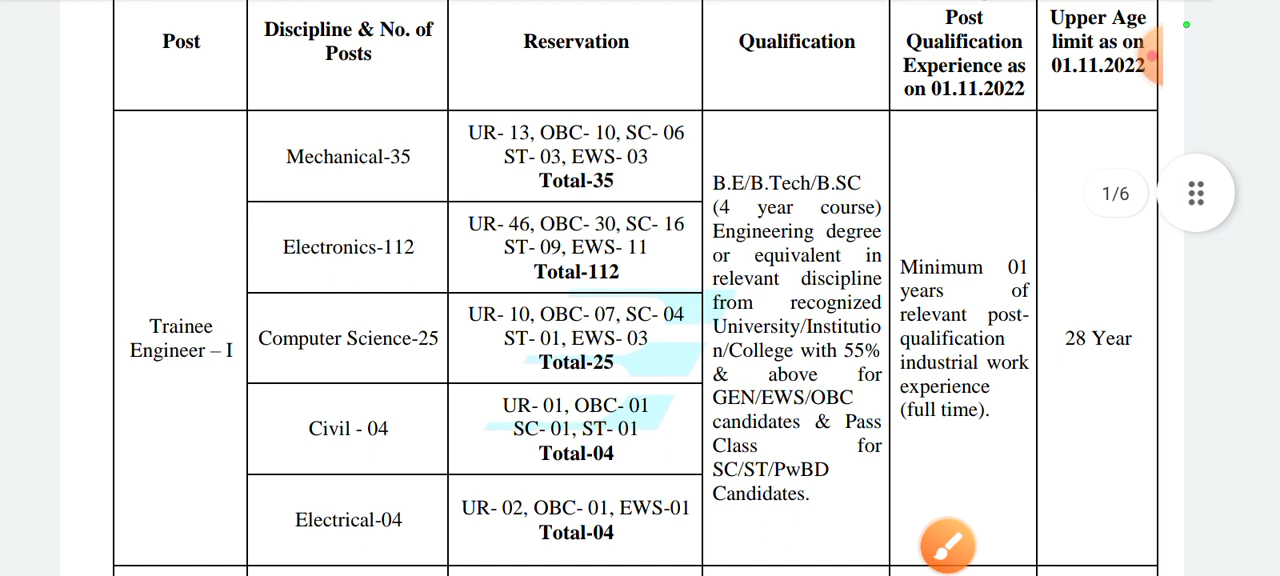 Post
Discipline & No. of
Posts
Reservation
Qualification
Post
Qualification
Experience as
on 01.11.2022
Upper Age
limit as on
01.11.2022
Trainee
Engineer – I
Mechanical-35
UR- 13, OBC- 10, SC- 06
ST- 03, EWS- 03
Total-35
Electronics-112
UR- 46, OBC- 30, SC- 16
ST- 09, EWS- 11
Total-112
Computer Science-25
UR- 10, OBC- 07, SC- 04
ST- 01, EWS- 03
Total-25
Civil - 04
UR- 01, OBC- 01
SC- 01, ST- 01
Total-04
Electrical-04
UR- 02, OBC- 01, EWS-01
Total-04
B.E/B.Tech/B.SC
(4 year course)
Engineering degree
or equivalent in
relevant discipline
from recognized
University/Institutio
n/College with 55%
& above for
GEN/EWS/OBC
candidates & Pass
Class for
SC/ST/PwBD
Candidates.
Minimum 01
years of
relevant post-
qualification
industrial work
experience
(full time).
28 Year
1/6